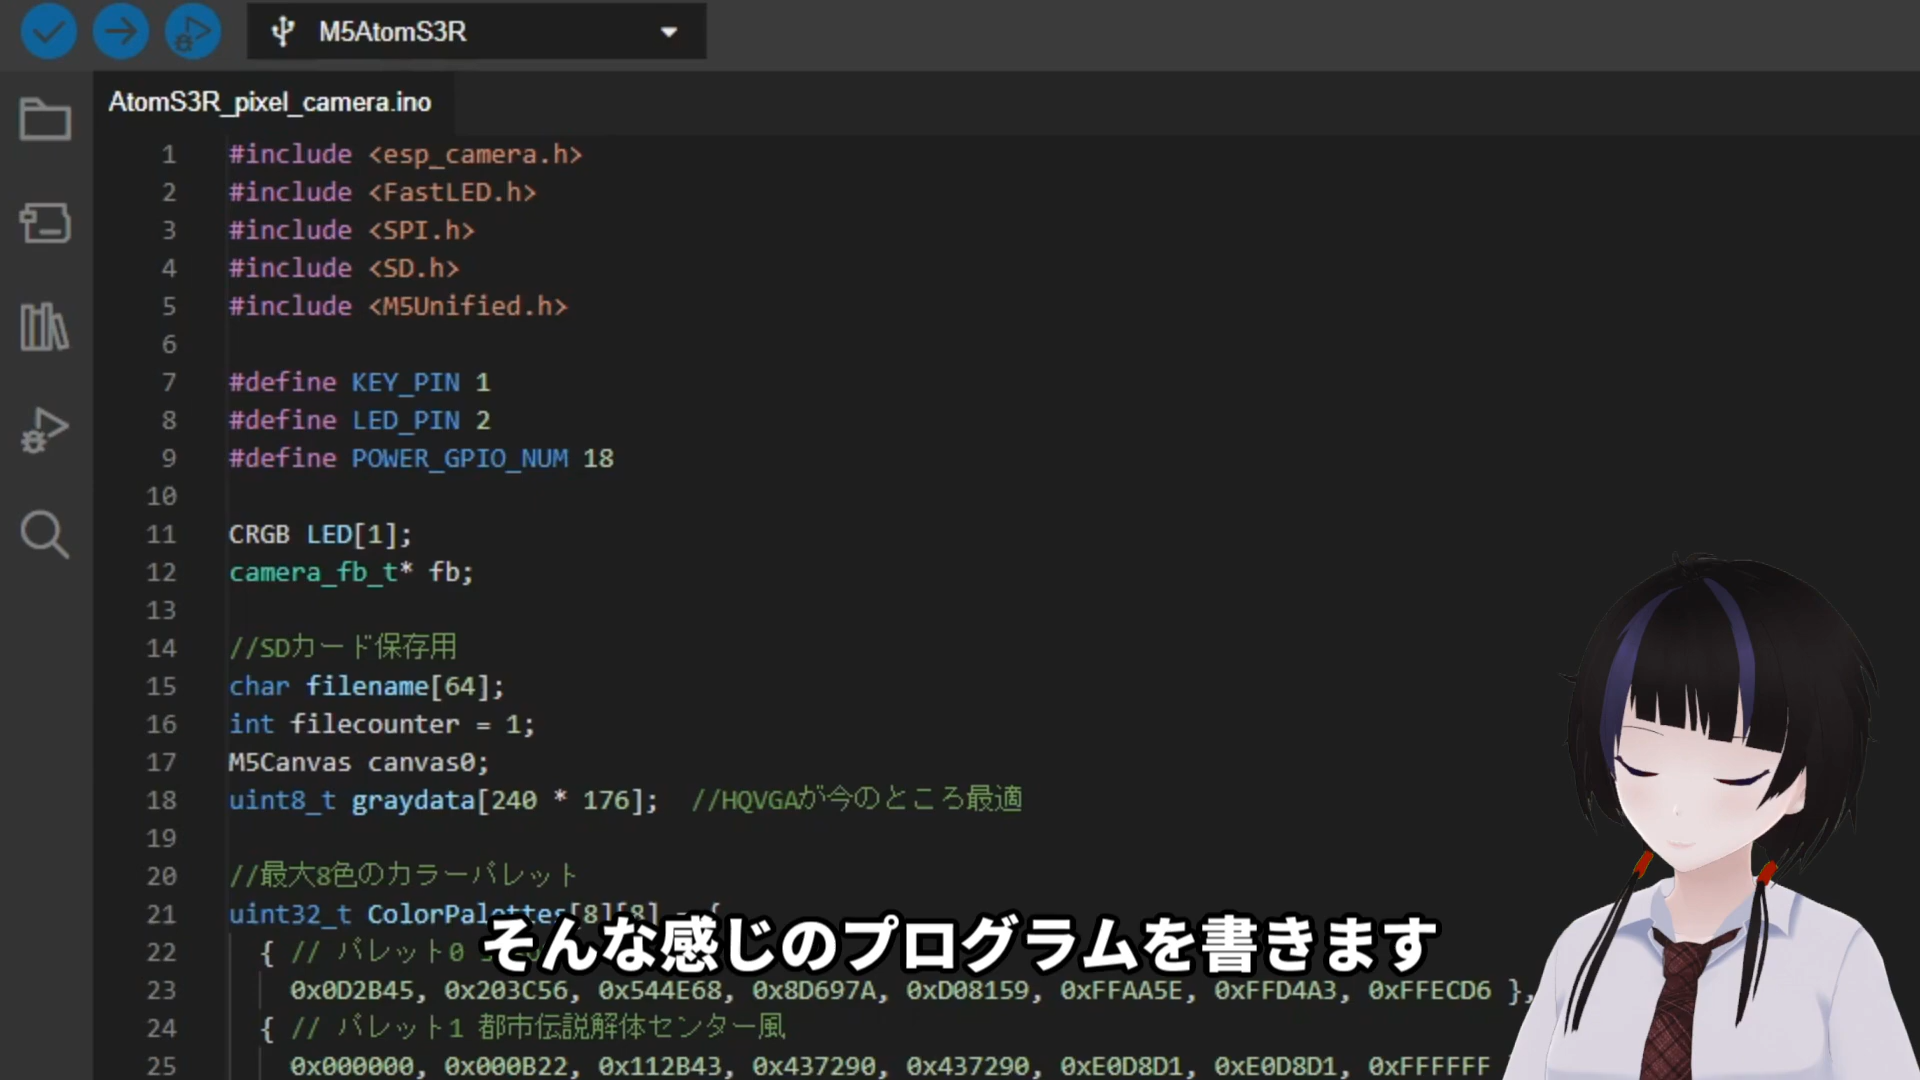 M5AtomS3R
AtomS3R_pixel_camera.ino
1 #include <esp_camera.h>
2 #include <FastLED.h>
3 #include <SPI.h>
4 #include <SD.h>
5 #include <M5Unified.h>
6
7 #define KEY_PIN 1
8 #define LED_PIN 2
9 #define POWER_GPIO_NUM 18
10
11 CRGB LED[1];
12 camera_fb_t* fb;
13
14 //SDカード保存用
15 char filename[64];
16 int filecounter = 1;
17 M5Canvas canvas0;
18 uint8_t graydata[240 * 176]; //HQVGAが今のところ最適
19
20 //最大8色のカラーパレット
21 uint32_t ColorPalettes[8][8] = {
22 { // パレット0
23 0x0D2B45, 0x203C56, 0x544E68, 0x8D697A, 0xD08159, 0xFFAA5E, 0xFFD4A3, 0xFFECD6 },
24 { // パレット1 都市伝説解体センター風
25 0x000000, 0x000B22, 0x112B43, 0x437290, 0x437290, 0xE0D8D1, 0xE0D8D1, 0xFFFFFF
そんな感じのプログラムを書きます